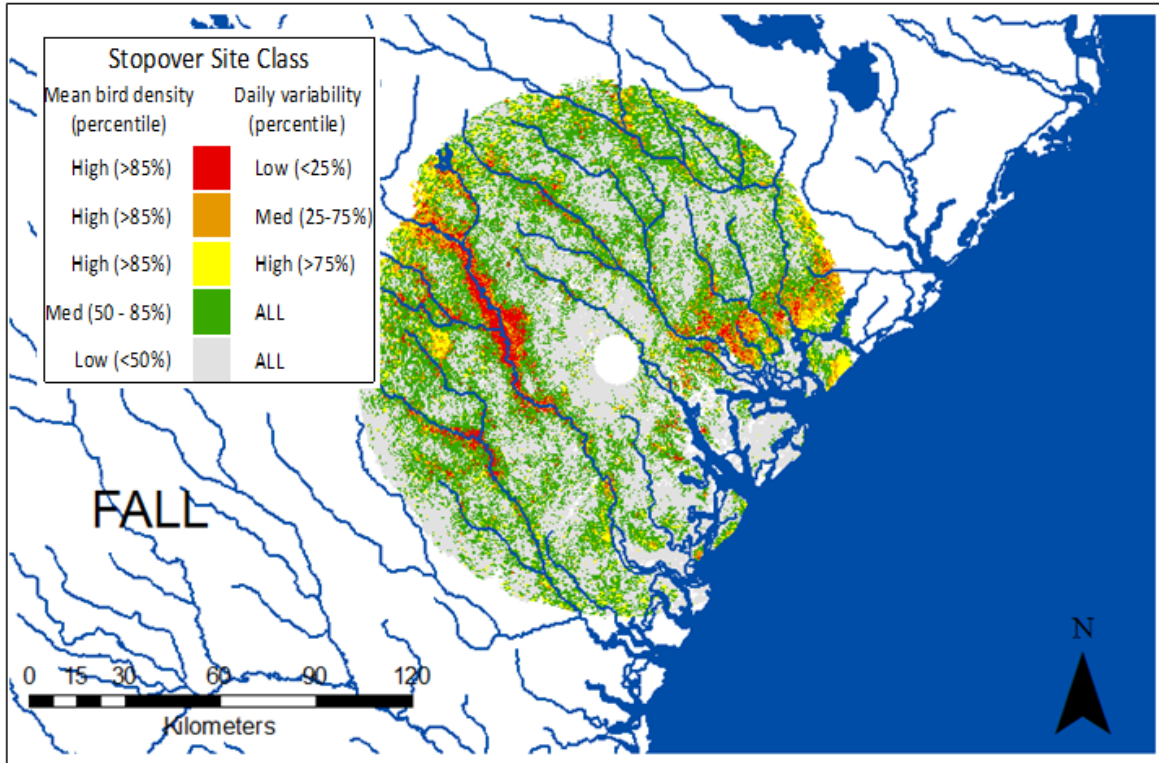 Stopover Site Class
Mean bird density Daily variability
(percentile) (percentile)
High (>85%) Low (<25%)
High (>85%) Med (25-75%)
High (>85%) High (>75%)
Med (50 - 85%) ALL
Low (<50%) ALL
FALL
N
0 15 30 60 90 120
Kilometers